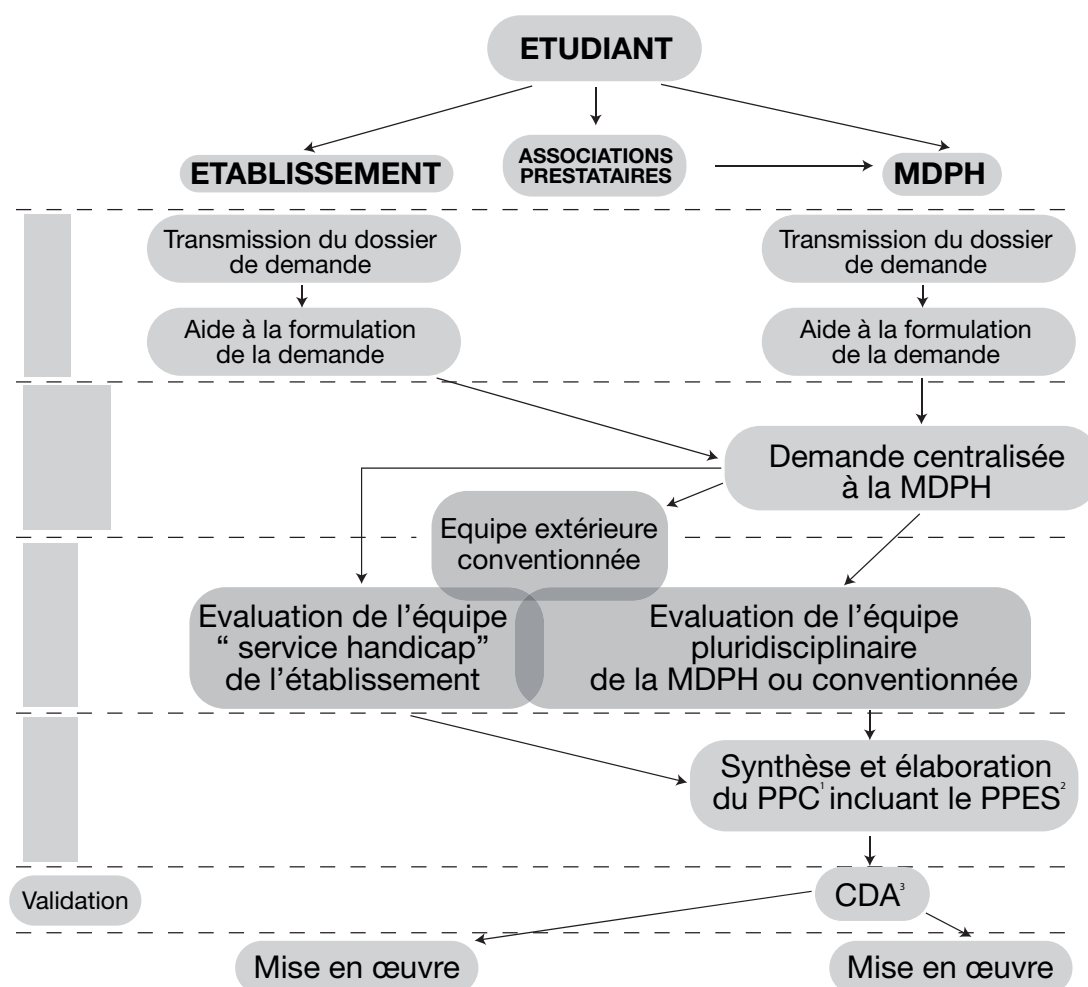 ETUDIANT
ETABLISSEMENT
ASSOCIATIONS
PRESTATAIRES
MDPH
Transmission du dossier
de demande
Transmission du dossier
de demande
Aide à la formulation
de la demande
Aide à la formulation
de la demande
Demande centralisée
à la MDPH
Equipe extérieure
conventionnée
Evaluation de l’équipe
“ service handicap”
de l’établissement
Evaluation de l’équipe
pluridisciplinaire
de la MDPH ou conventionnée
Synthèse et élaboration
du PPC¹ incluant le PPES²
Validation
CDA³
Mise en œuvre
Mise en œuvre